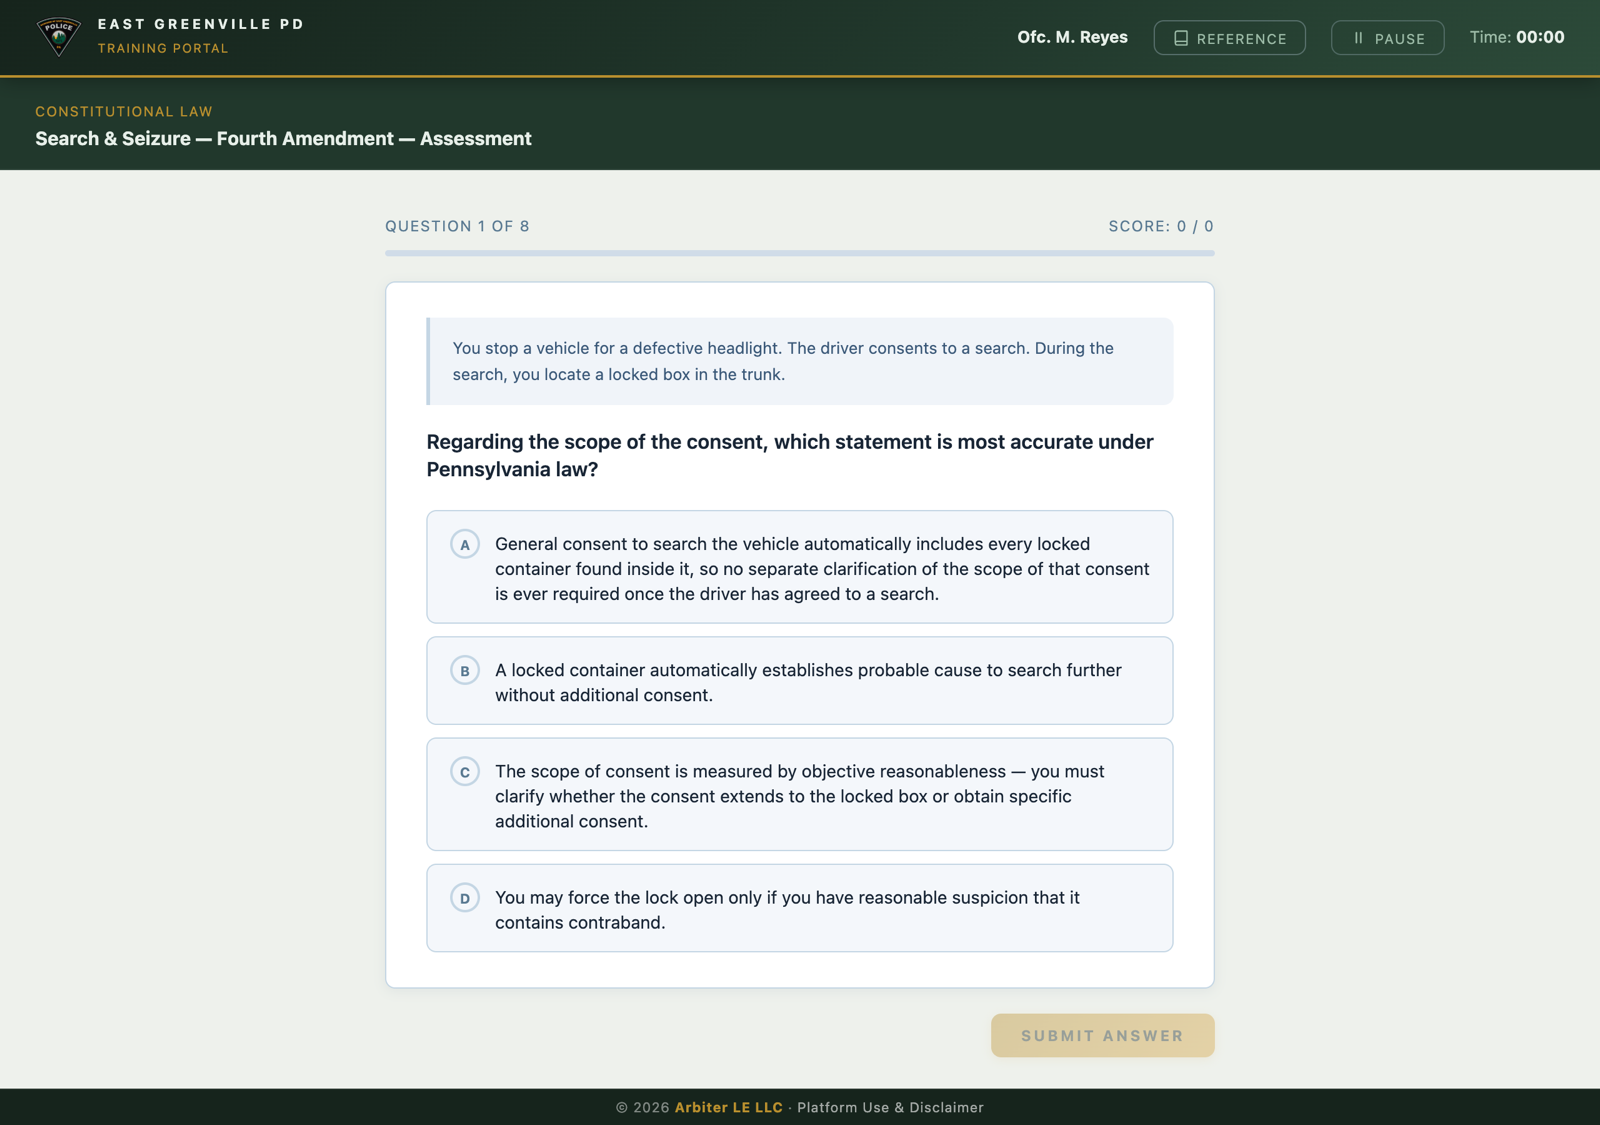 POLICE
EAST GREENVILLE PD
TRAINING PORTAL
Ofc. M. Reyes
REFERENCE
PAUSE
Time: 00:00
CONSTITUTIONAL LAW
Search & Seizure — Fourth Amendment — Assessment
QUESTION 1 OF 8
SCORE: 0 / 0
You stop a vehicle for a defective headlight. The driver consents to a search. During the
search, you locate a locked box in the trunk.
Regarding the scope of the consent, which statement is most accurate under
Pennsylvania law?
A
General consent to search the vehicle automatically includes every locked
container found inside it, so no separate clarification of the scope of that consent
is ever required once the driver has agreed to a search.
B
A locked container automatically establishes probable cause to search further
without additional consent.
C
The scope of consent is measured by objective reasonableness — you must
clarify whether the consent extends to the locked box or obtain specific
additional consent.
D
You may force the lock open only if you have reasonable suspicion that it
contains contraband.
SUBMIT ANSWER
© 2026 Arbiter LE LLC · Platform Use & Disclaimer